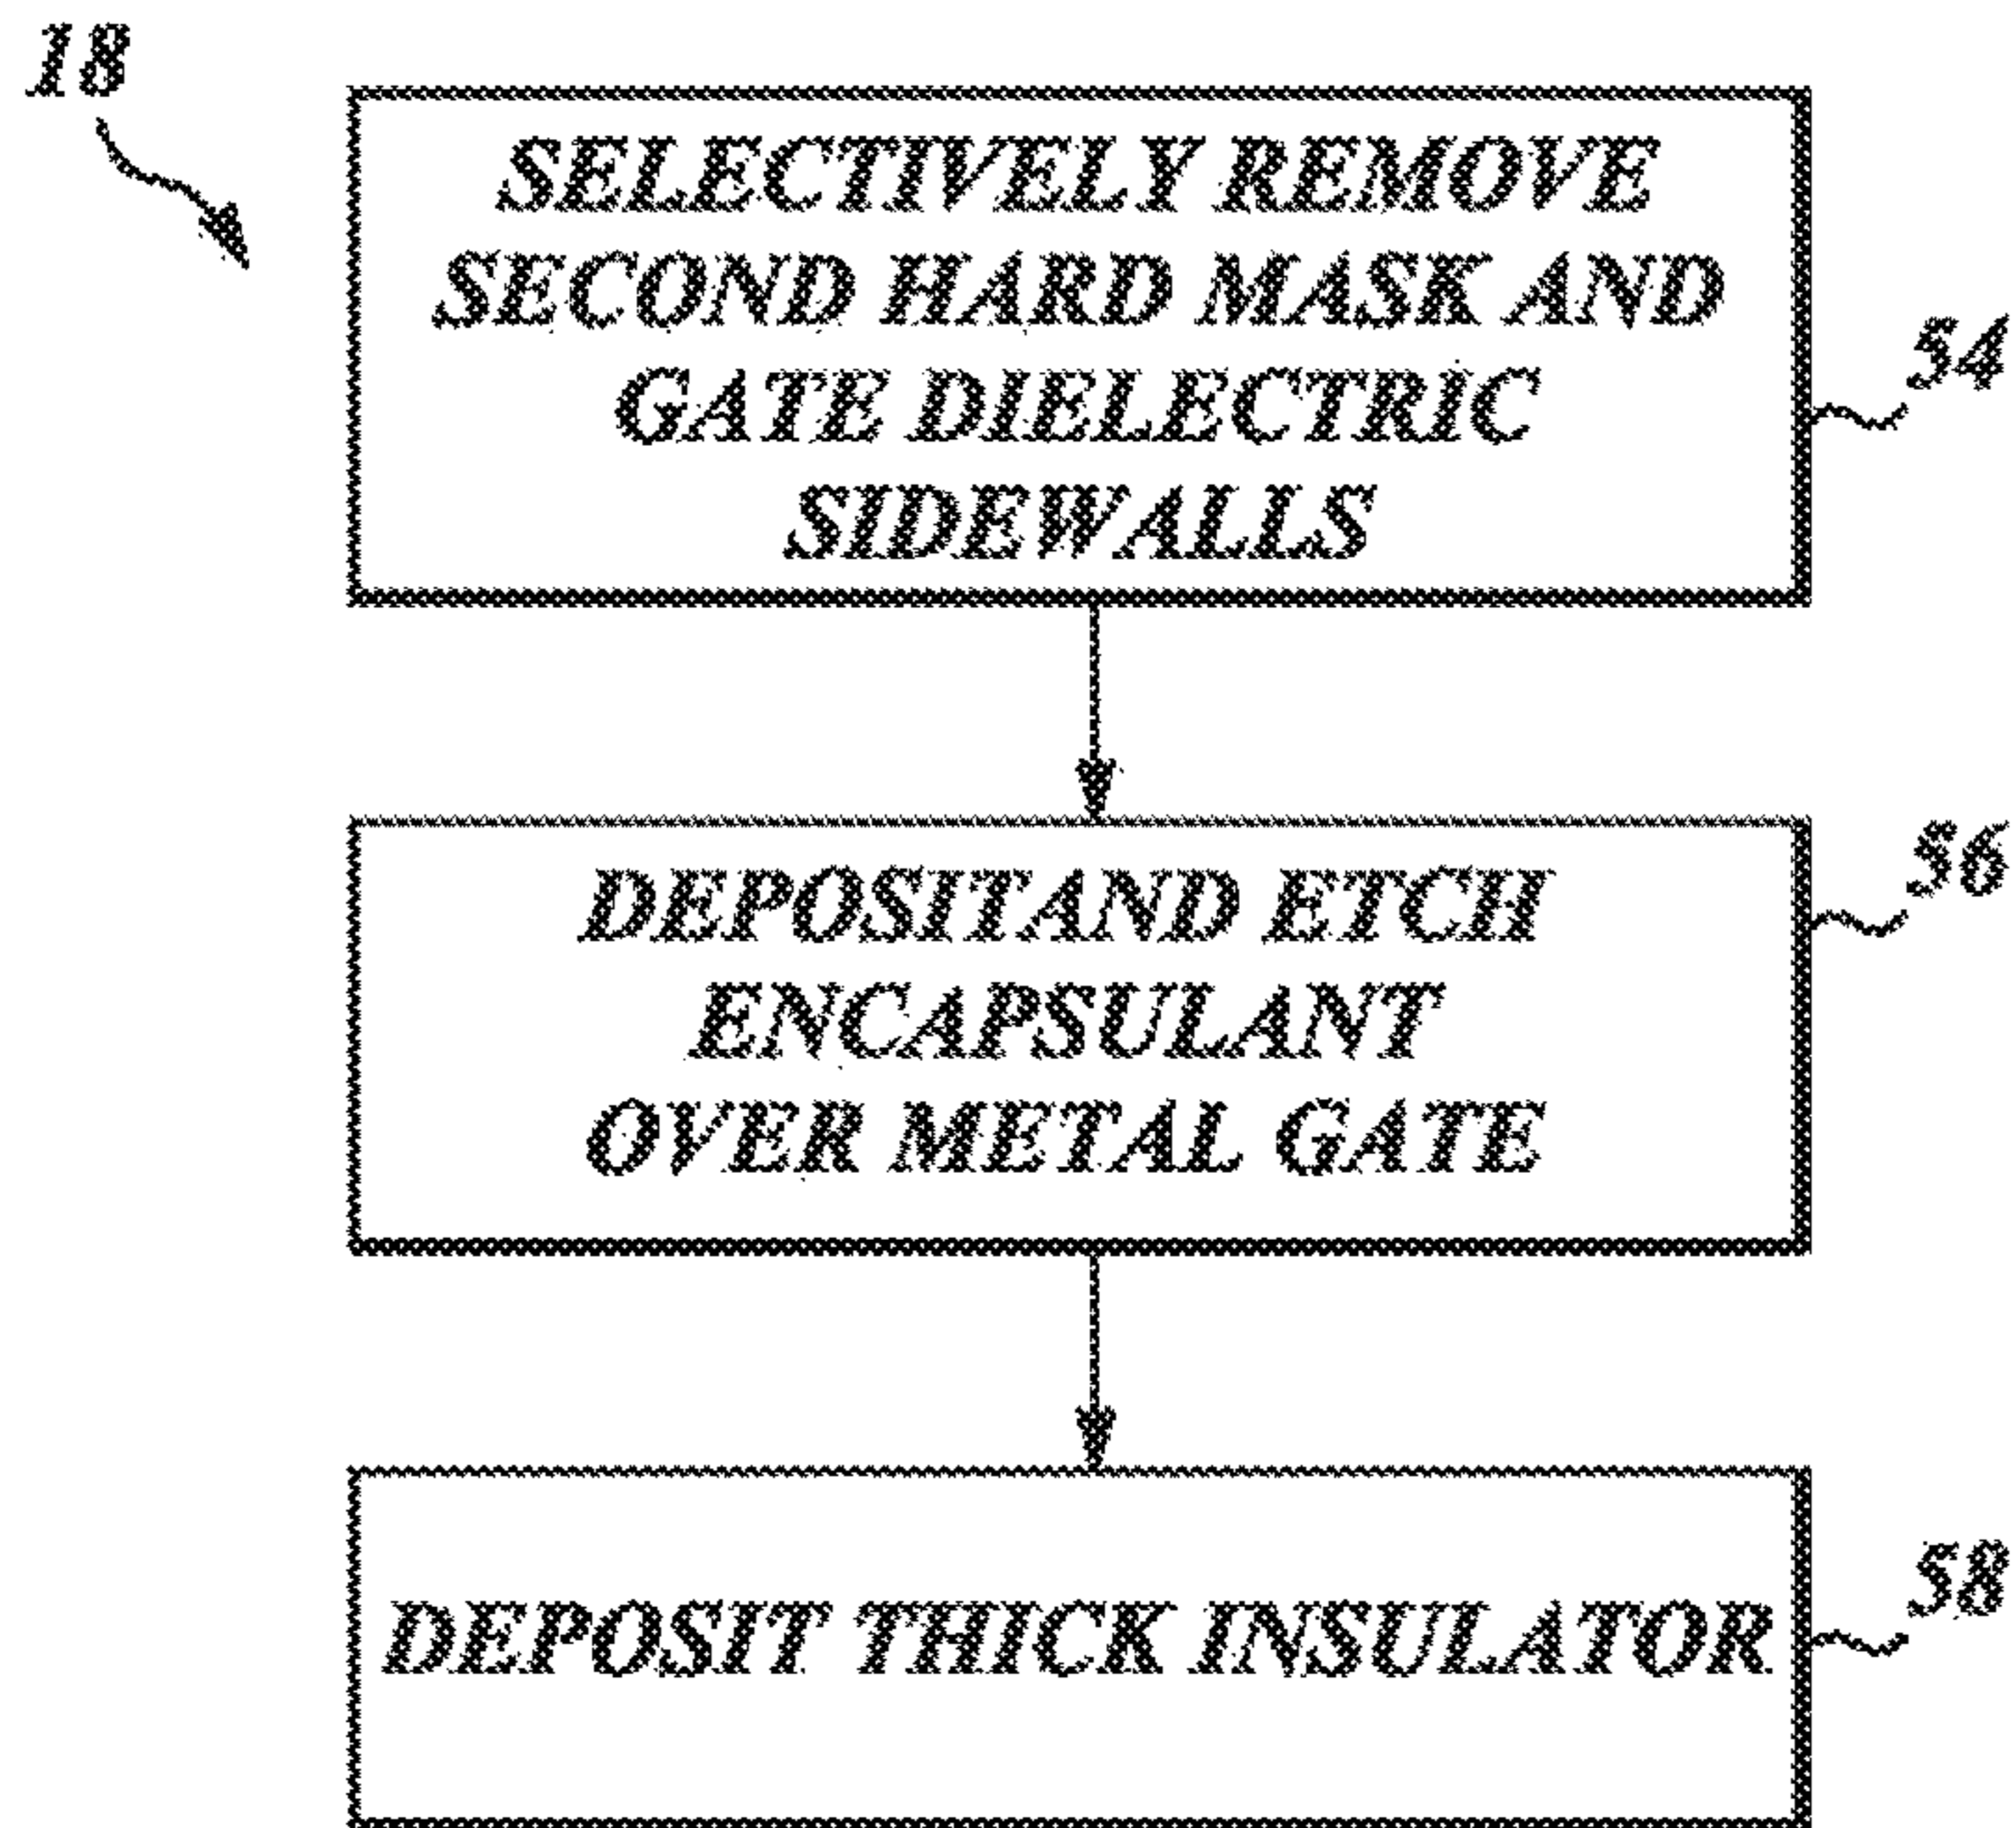 18
SELECTIVELY REMOVE
SECOND HARD MASK AND
GATE DIELECTRIC
SIDEWALLS
54
DEPOSITAND ETCH
ENCAPSULANT
OVER METAL GATE
56
DEPOSIT THICK INSULATOR
58